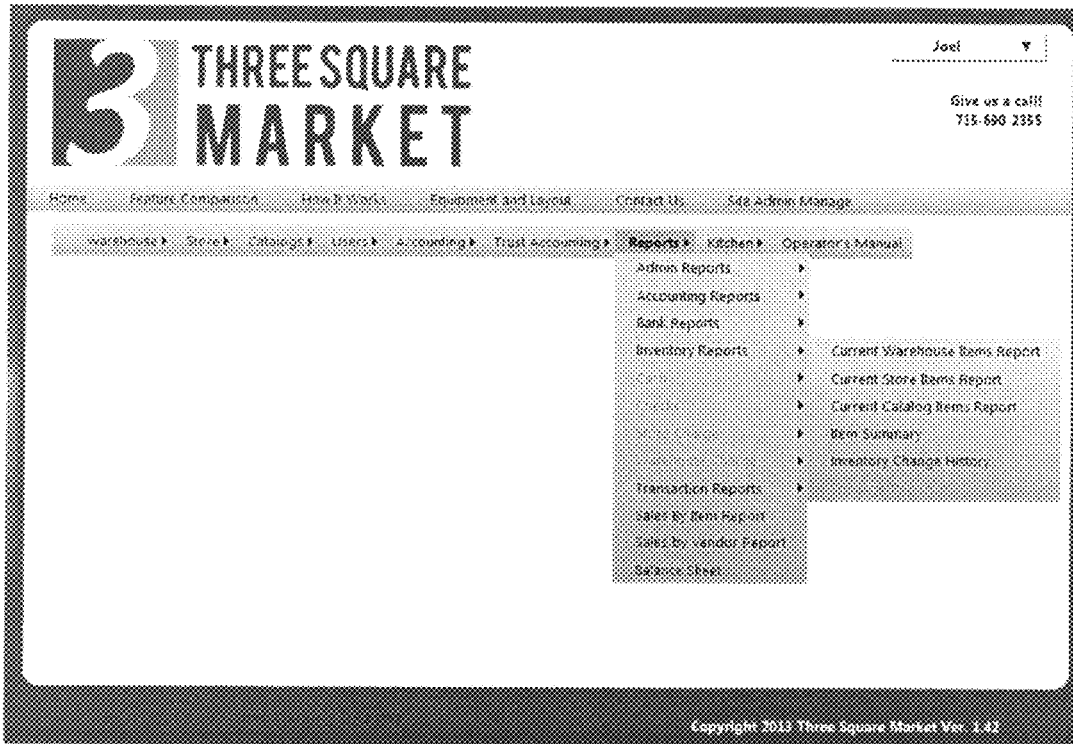 3 THREE SQUARE
MARKET
Joel ▼
Give us a call!
715-690-2355
Home Feature Comparison How It Works Equipment and Layout Contact Us Site Admin Manage
Warehouse Store Catalogs Users Accounting Trust Accounting Reports Kitchen Operator's Manual
Admin Reports
Accounting Reports
Bank Reports
Inventory Reports
Current Warehouse Items Report
Current Store Items Report
Current Catalog Items Report
Item Summary
Inventory Change History
Transaction Reports
Sales By Item Report
Sales by Vendor Report
Balance Sheet
Copyright 2013 Three Square Market Ver. 1.42